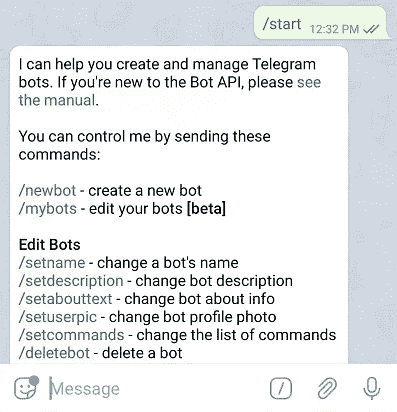 /start 12:32 PM
I can help you create and manage Telegram
bots. If you're new to the Bot API, please see
the manual.
You can control me by sending these
commands:
/newbot - create a new bot
/mybots - edit your bots [beta]
Edit Bots
/setname - change a bot's name
/setdescription - change bot description
/setabouttext - change bot about info
/setuserpic - change bot profile photo
/setcommands - change the list of commands
/deletebot - delete a bot
Message